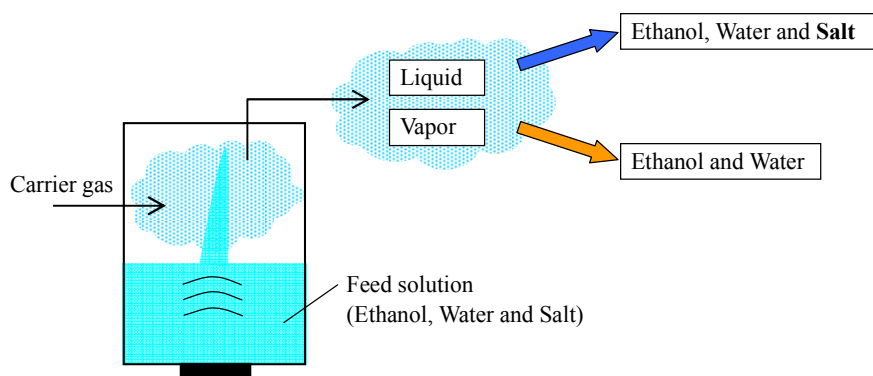 Ethanol, Water and Salt
Liquid
Vapor
Ethanol and Water
Carrier gas
Feed solution
(Ethanol, Water and Salt)